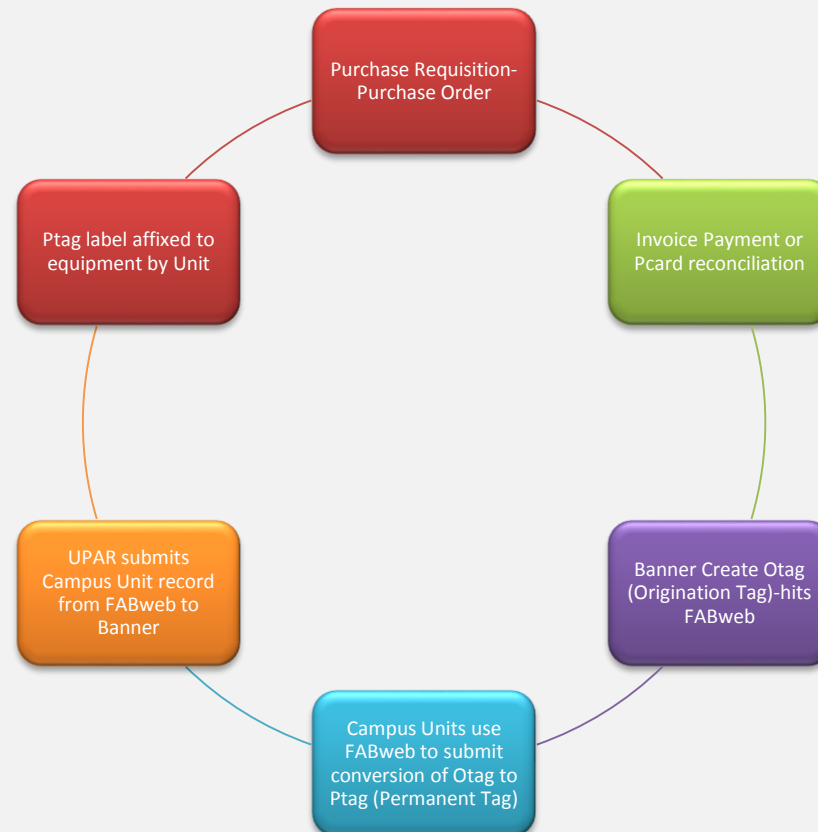 Purchase Requisition-
Purchase Order
Invoice Payment or
Pcard reconciliation
Banner Create Otag
(Origination Tag)-hits
FABweb
Campus Units use
FABweb to submit
conversion of Otag to
Ptag (Permanent Tag)
UPAR submits
Campus Unit record
from FABweb to
Banner
Ptag label affixed to
equipment by Unit